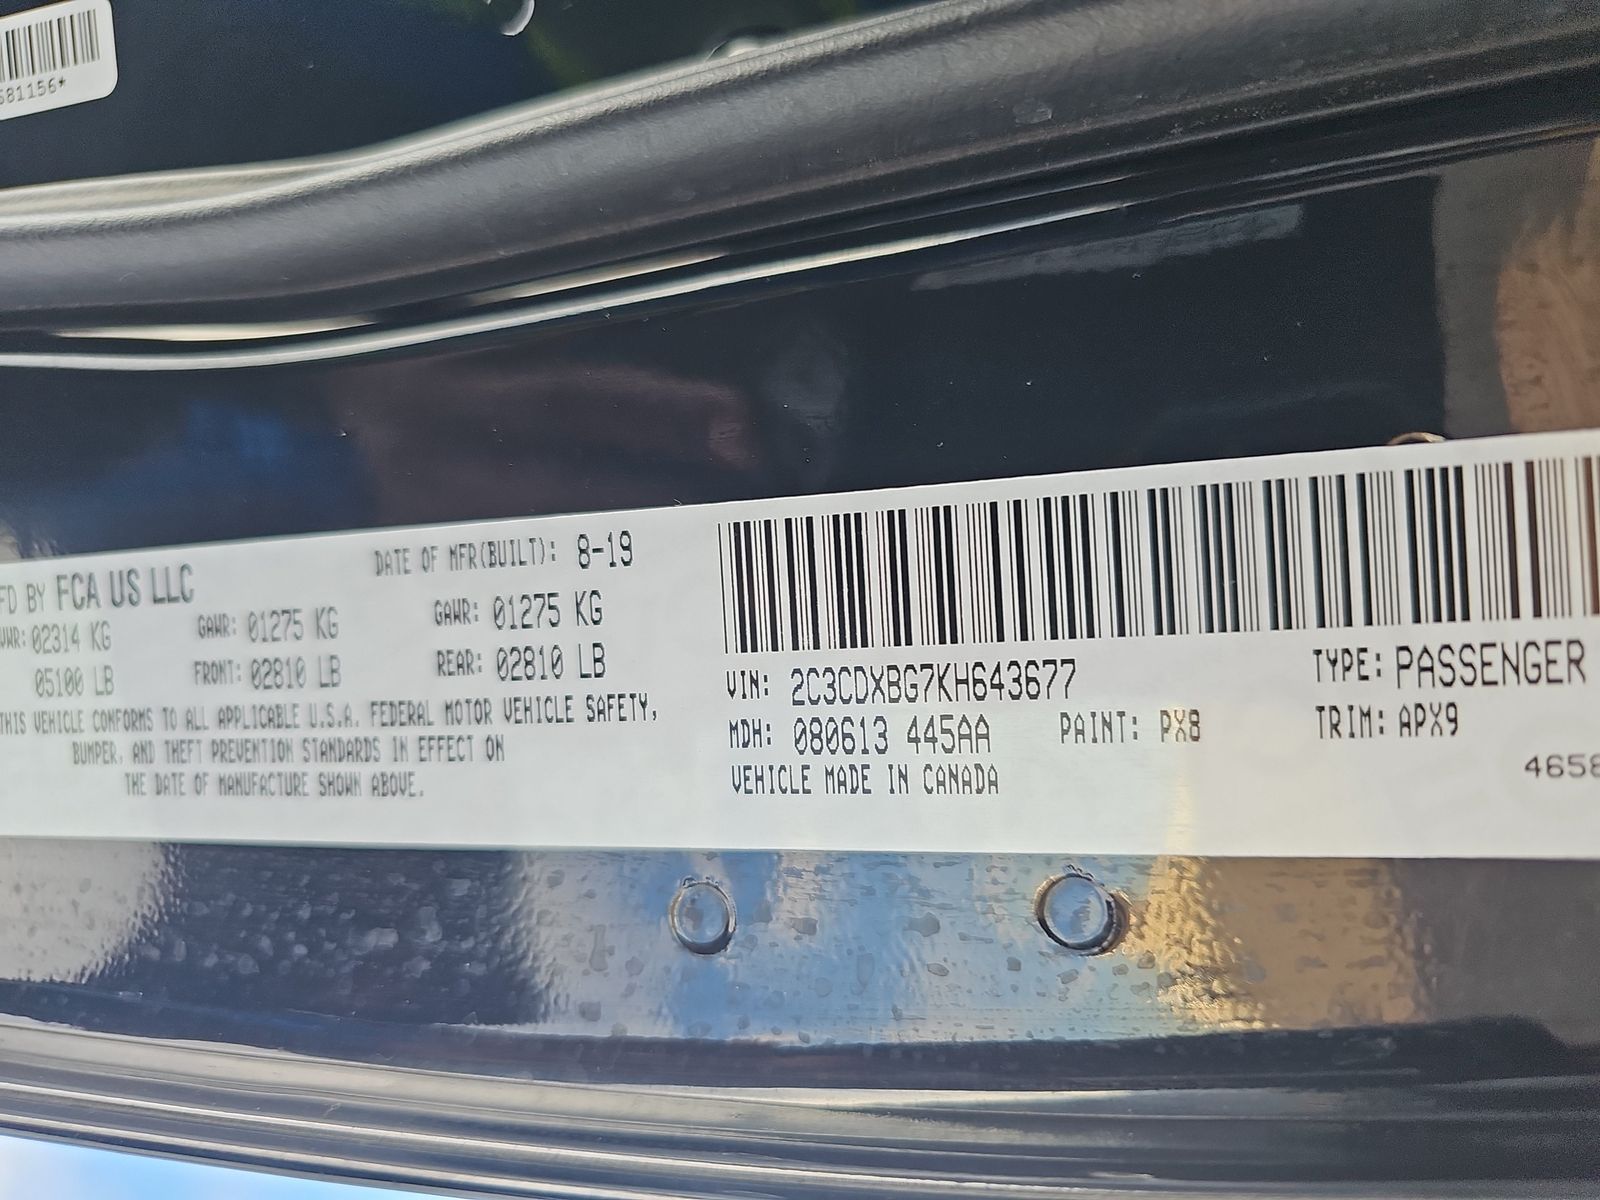 681156*
FD BY FCA US LLC
DATE OF MFR(BUILT): 8-19
VWR: 02314 KG
GAWR: 01275 KG
GAWR: 01275 KG
05100 LB
FRONT: 02810 LB
REAR: 02810 LB
THIS VEHICLE CONFORMS TO ALL APPLICABLE U.S.A. FEDERAL MOTOR VEHICLE SAFETY,
BUMPER, AND THEFT PREVENTION STANDARDS IN EFFECT ON
THE DATE OF MANUFACTURE SHOWN ABOVE.
VIN: 2C3CDXBG7KH643677
TYPE: PASSENGER
MDH: 080613 445AA
PAINT: PX8
TRIM: APX9
VEHICLE MADE IN CANADA
4658